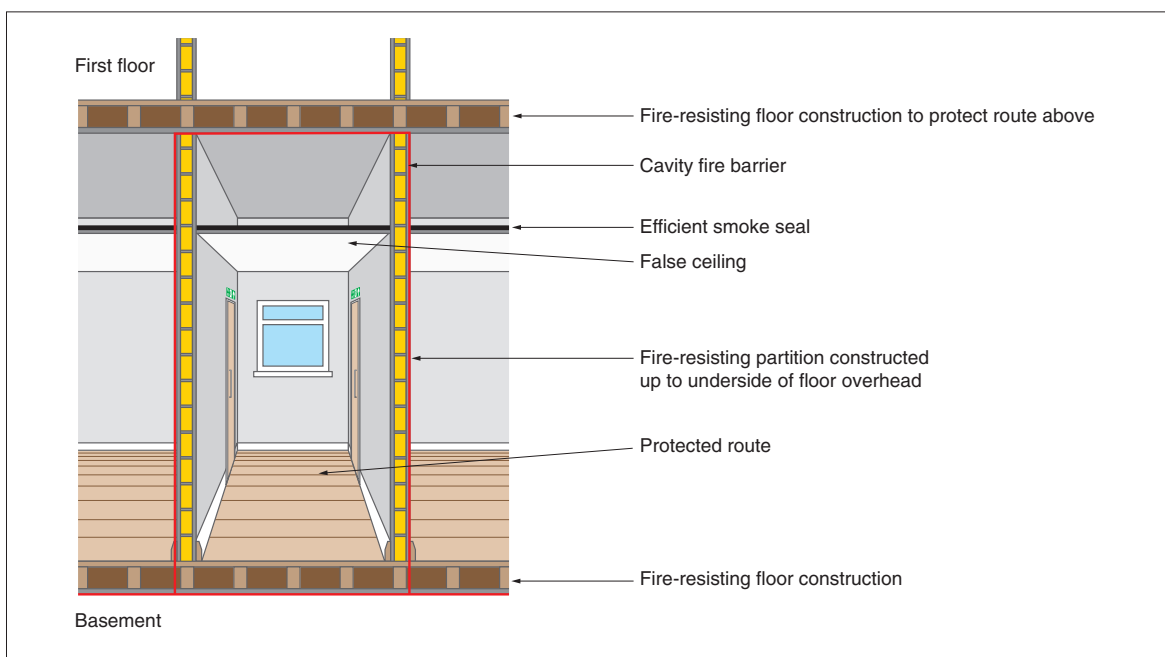 First floor
Fire-resisting floor construction to protect route above
Cavity fire barrier
Efficient smoke seal
False ceiling
Fire-resisting partition constructed
up to underside of floor overhead
Protected route
Fire-resisting floor construction
Basement